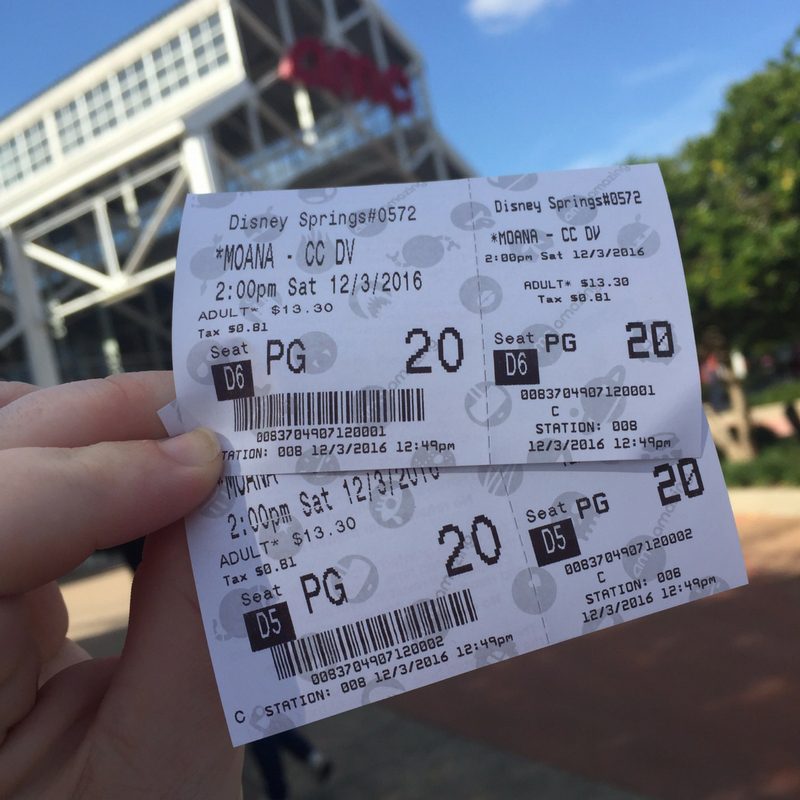 amc
Disney Springs#0572
*MOANA - CC DV
2:00pm Sat 12/3/2016
ADULT* $13.30
Tax $0.81
Seat
D6
PG
20
0083704907120001
TATION: 008 12/3/2016 12:49pm
Disney Springs#0572
*MOANA - CC DV
2:00pm Sat 12/3/2016
ADULT* $13.30
Tax $0.81
Seat
D6
PG
20
0083704907120001
C
STATION: 008
12/3/2016 12:49pm
*MOANA
2:00pm Sat 12/3/2016
ADULT* $13.30
Tax $0.81
Seat
D5
PG
20
0083704907120002
C STATION: 008 12/3/2016 12:49pm
Seat
D5
PG
20
0083704907120002
C
STATION: 008
12/3/2016 12:49pm